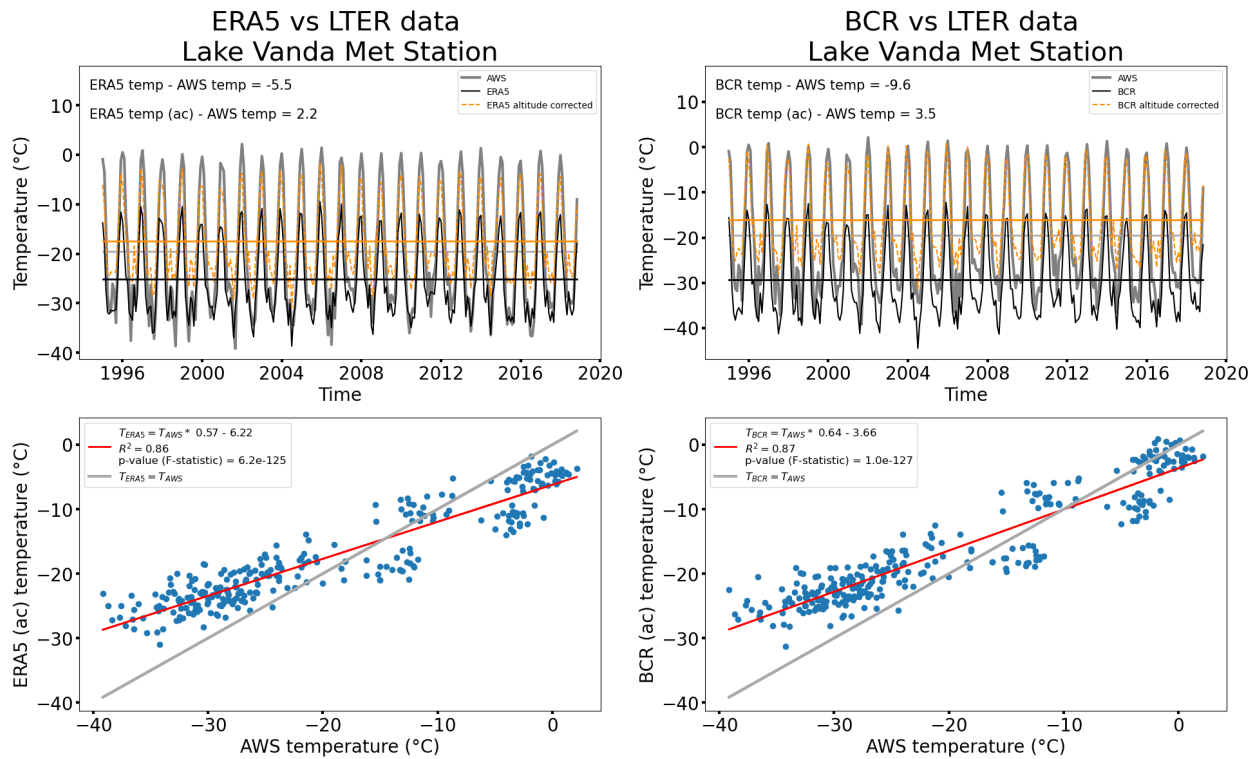 ERA5 vs LTER data
Lake Vanda Met Station
ERA5 temp - AWS temp = -5.5
ERA5 temp (ac) - AWS temp = 2.2
AWS
ERA5
ERA5 altitude corrected
Temperature (°C)
10
0
−10
−20
−30
−40
1996
2000
2004
2008
2012
2016
2020
Time
BCR vs LTER data
Lake Vanda Met Station
BCR temp - AWS temp = -9.6
BCR temp (ac) - AWS temp = 3.5
AWS
BCR
BCR altitude corrected
Temperature (°C)
10
0
−10
−20
−30
−40
1996
2000
2004
2008
2012
2016
2020
Time
T_ERA5 = T_AWS * 0.57 - 6.22
R² = 0.86
p-value (F-statistic) = 6.2e-125
T_ERA5 = T_AWS
ERA5 (ac) temperature (°C)
0
−10
−20
−30
−40
−40
−30
−20
−10
0
AWS temperature (°C)
T_BCR = T_AWS * 0.64 - 3.66
R² = 0.87
p-value (F-statistic) = 1.0e-127
T_BCR = T_AWS
BCR (ac) temperature (°C)
0
−10
−20
−30
−40
−40
−30
−20
−10
0
AWS temperature (°C)